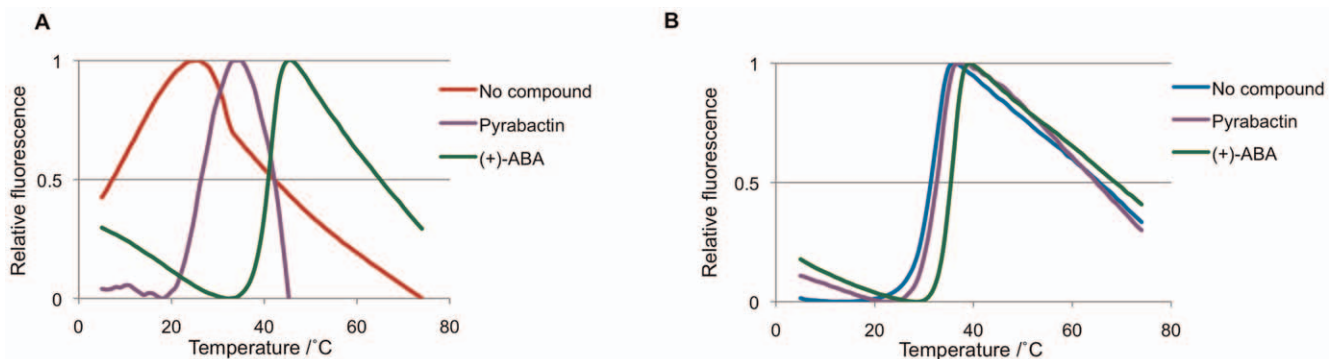 A
Relative fluorescence
1
0.5
0
0 20 40 60 80
Temperature /˚C
No compound
Pyrabactin
(+)-ABA
B
Relative fluorescence
1
0.5
0
0 20 40 60 80
Temperature /˚C
No compound
Pyrabactin
(+)-ABA